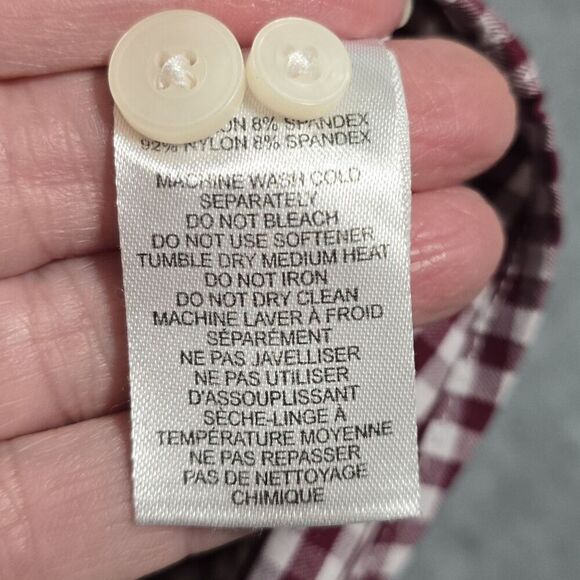 8% SPANDEX
92% NYLON 8% SPANDEX
MACHINE WASH COLD
SEPARATELY
DO NOT BLEACH
DO NOT USE SOFTENER
TUMBLE DRY MEDIUM HEAT
DO NOT IRON
DO NOT DRY CLEAN
MACHINE LAVER À FROID
SÉPARÉMENT
NE PAS JAVELLISER
NE PAS UTILISER
D'ASSOUPLISSANT
SÈCHE-LINGE À
TEMPÉRATURE MOYENNE
NE PAS REPASSER
PAS DE NETTOYAGE
CHIMIQUE